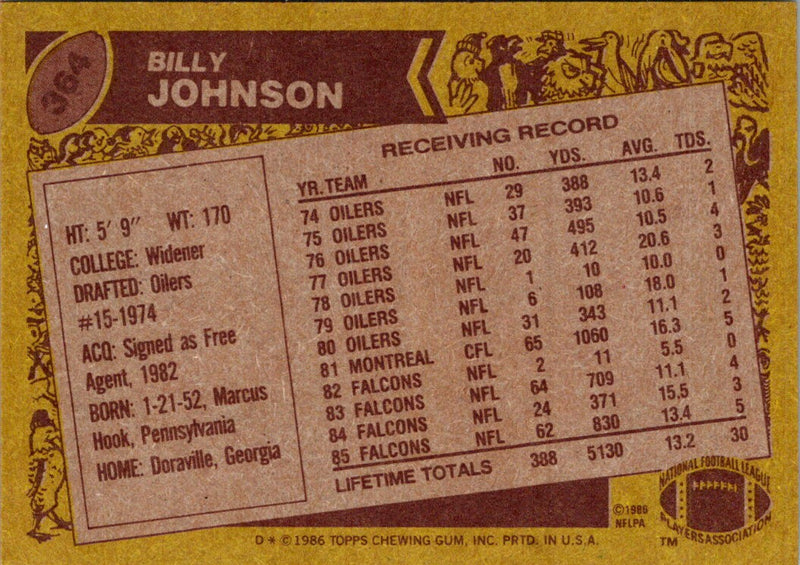 364
BILLY
JOHNSON
HT: 5' 9" WT: 170
COLLEGE: Widener
DRAFTED: Oilers
#15-1974
ACQ: Signed as Free
Agent, 1982
BORN: 1-21-52, Marcus
Hook, Pennsylvania
HOME: Doraville, Georgia
RECEIVING RECORD
YR. TEAM NO. YDS. AVG. TDS.
74 OILERS NFL 29 388 13.4 2
75 OILERS NFL 37 393 10.6 1
76 OILERS NFL 47 495 10.5 4
77 OILERS NFL 20 412 20.6 3
78 OILERS NFL 1 10 10.0 0
79 OILERS NFL 6 108 18.0 1
80 OILERS NFL 31 343 11.1 2
81 MONTREAL CFL 65 1060 16.3 5
82 FALCONS NFL 2 11 5.5 0
83 FALCONS NFL 64 709 11.1 4
84 FALCONS NFL 24 371 15.5 3
85 FALCONS NFL 62 830 13.4 5
LIFETIME TOTALS 388 5130 13.2 30
©1986
NFLPA
NATIONAL FOOTBALL LEAGUE
PLAYERS ASSOCIATION
TM
D * © 1986 TOPPS CHEWING GUM, INC. PRTD. IN U.S.A.